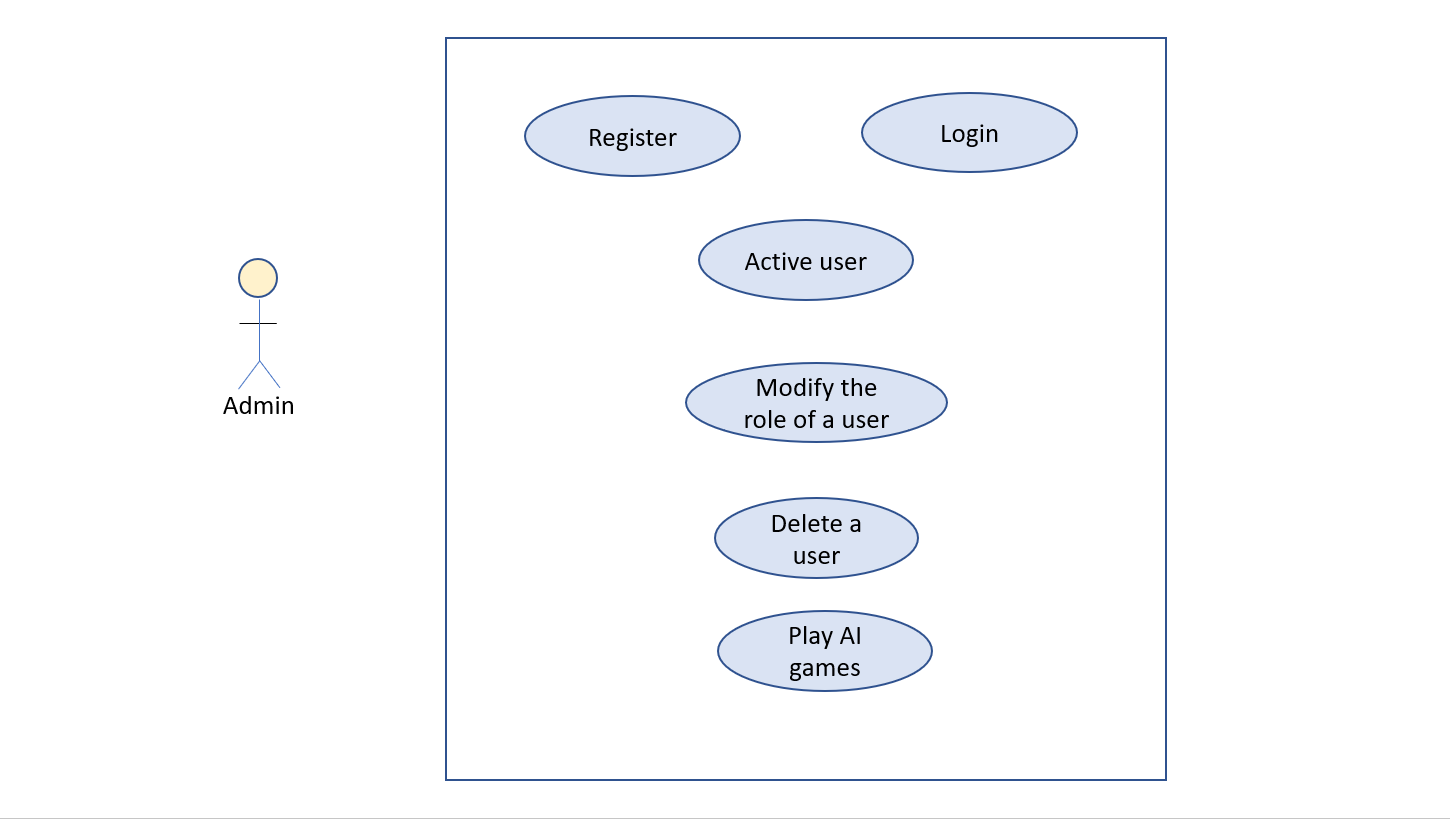 Register
Login
Active user
Admin
Modify the
role of a user
Delete a
user
Play AI
games